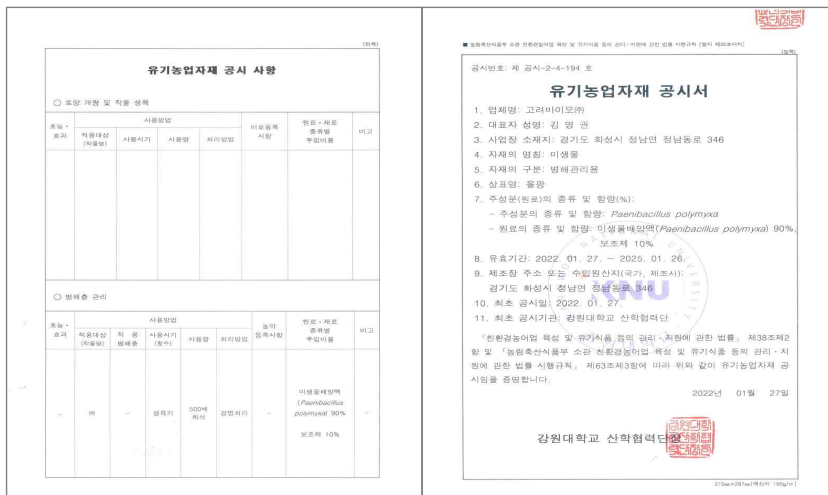 (뒤쪽)
유기농업자재 공시 사항
○ 토양 개량 및 작물 생육
효능·
효과
사용방법
적용대상
(작물명)
사용시기
사용량
처리방법
비료등록
사항
원료·재료
종류별
투입비율
비고
○ 병해충 관리
효능·
효과
사용방법
적용대상
(작물명)
적 용
병해충
사용시기
(횟수)
사용량
처리방법
농약
등록사항
원료·재료
종류별
투입비율
비고
-
벼
-
생육기
500배
희석
경엽처리
-
미생물배양액
(Paenibacillus
polymyxa) 90%
보조제 10%
-
■ 농림축산식품부 소관 친환경농어업 육성 및 유기식품 등의 관리·지원에 관한 법률 시행규칙
(앞쪽)
공시번호: 제 공시-2-4-194 호
유기농업자재 공시서
1. 업체명: 고려바이오㈜
2. 대표자 성명: 김 영 권
3. 사업장 소재지: 경기도 화성시 정남면 정남동로 346
4. 자재의 명칭: 미생물
5. 자재의 구분: 병해관리용
6. 상표명: 몰팡
7. 주성분(원료)의 종류 및 함량(%):
- 주성분의 종류 및 함량: Paenibacillus polymyxa
- 원료의 종류 및 함량: 미생물배양액(Paenibacillus polymyxa) 90%,
보조제 10%
8. 유효기간: 2022. 01. 27. ~ 2025. 01. 26.
9. 제조장 주소 또는 수입원산지(국가, 제조사):
경기도 화성시 정남면 정남동로 346
10. 최초 공시일: 2022. 01. 27.
11. 최초 공시기관: 강원대학교 산학협력단
KNU
「친환경농어업 육성 및 유기식품 등의 관리·지원에 관한 법률」 제38조제2
항 및 「농림축산식품부 소관 친환경농어업 육성 및 유기식품 등의 관리·지
원에 관한 법률 시행규칙」 제63조제3항에 따라 위와 같이 유기농업자재 공
시임을 증명합니다.
2022년 01월 27일
강원대학교 산학협력단장
210㎜×297㎜[백상지 150g/㎡]